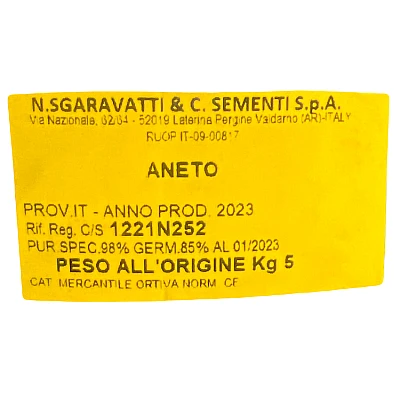 N.SGARAVATTI & C. SEMENTI S.p.A.
Via Nazionale, 82/84 - 52019 Laterina Pergine Valdarno (AR)-ITALY
RUOP IT-09-00817
ANETO
PROV.IT - ANNO PROD. 2023
Rif. Reg. C/S 1221N252
PUR.SPEC.98% GERM.85% AL 01/2023
PESO ALL'ORIGINE Kg 5
CAT. MERCANTILE ORTIVA NORM. CE